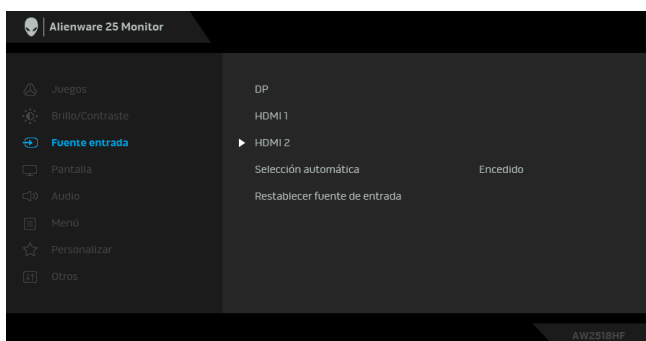 Alienware 25 Monitor
Juegos
DP
Brillo/Contraste
HDMI 1
Fuente entrada
HDMI 2
Pantalla
Selección automática Encedido
Audio
Restablecer fuente de entrada
Menú
Personalizar
Otros
AW2518HF